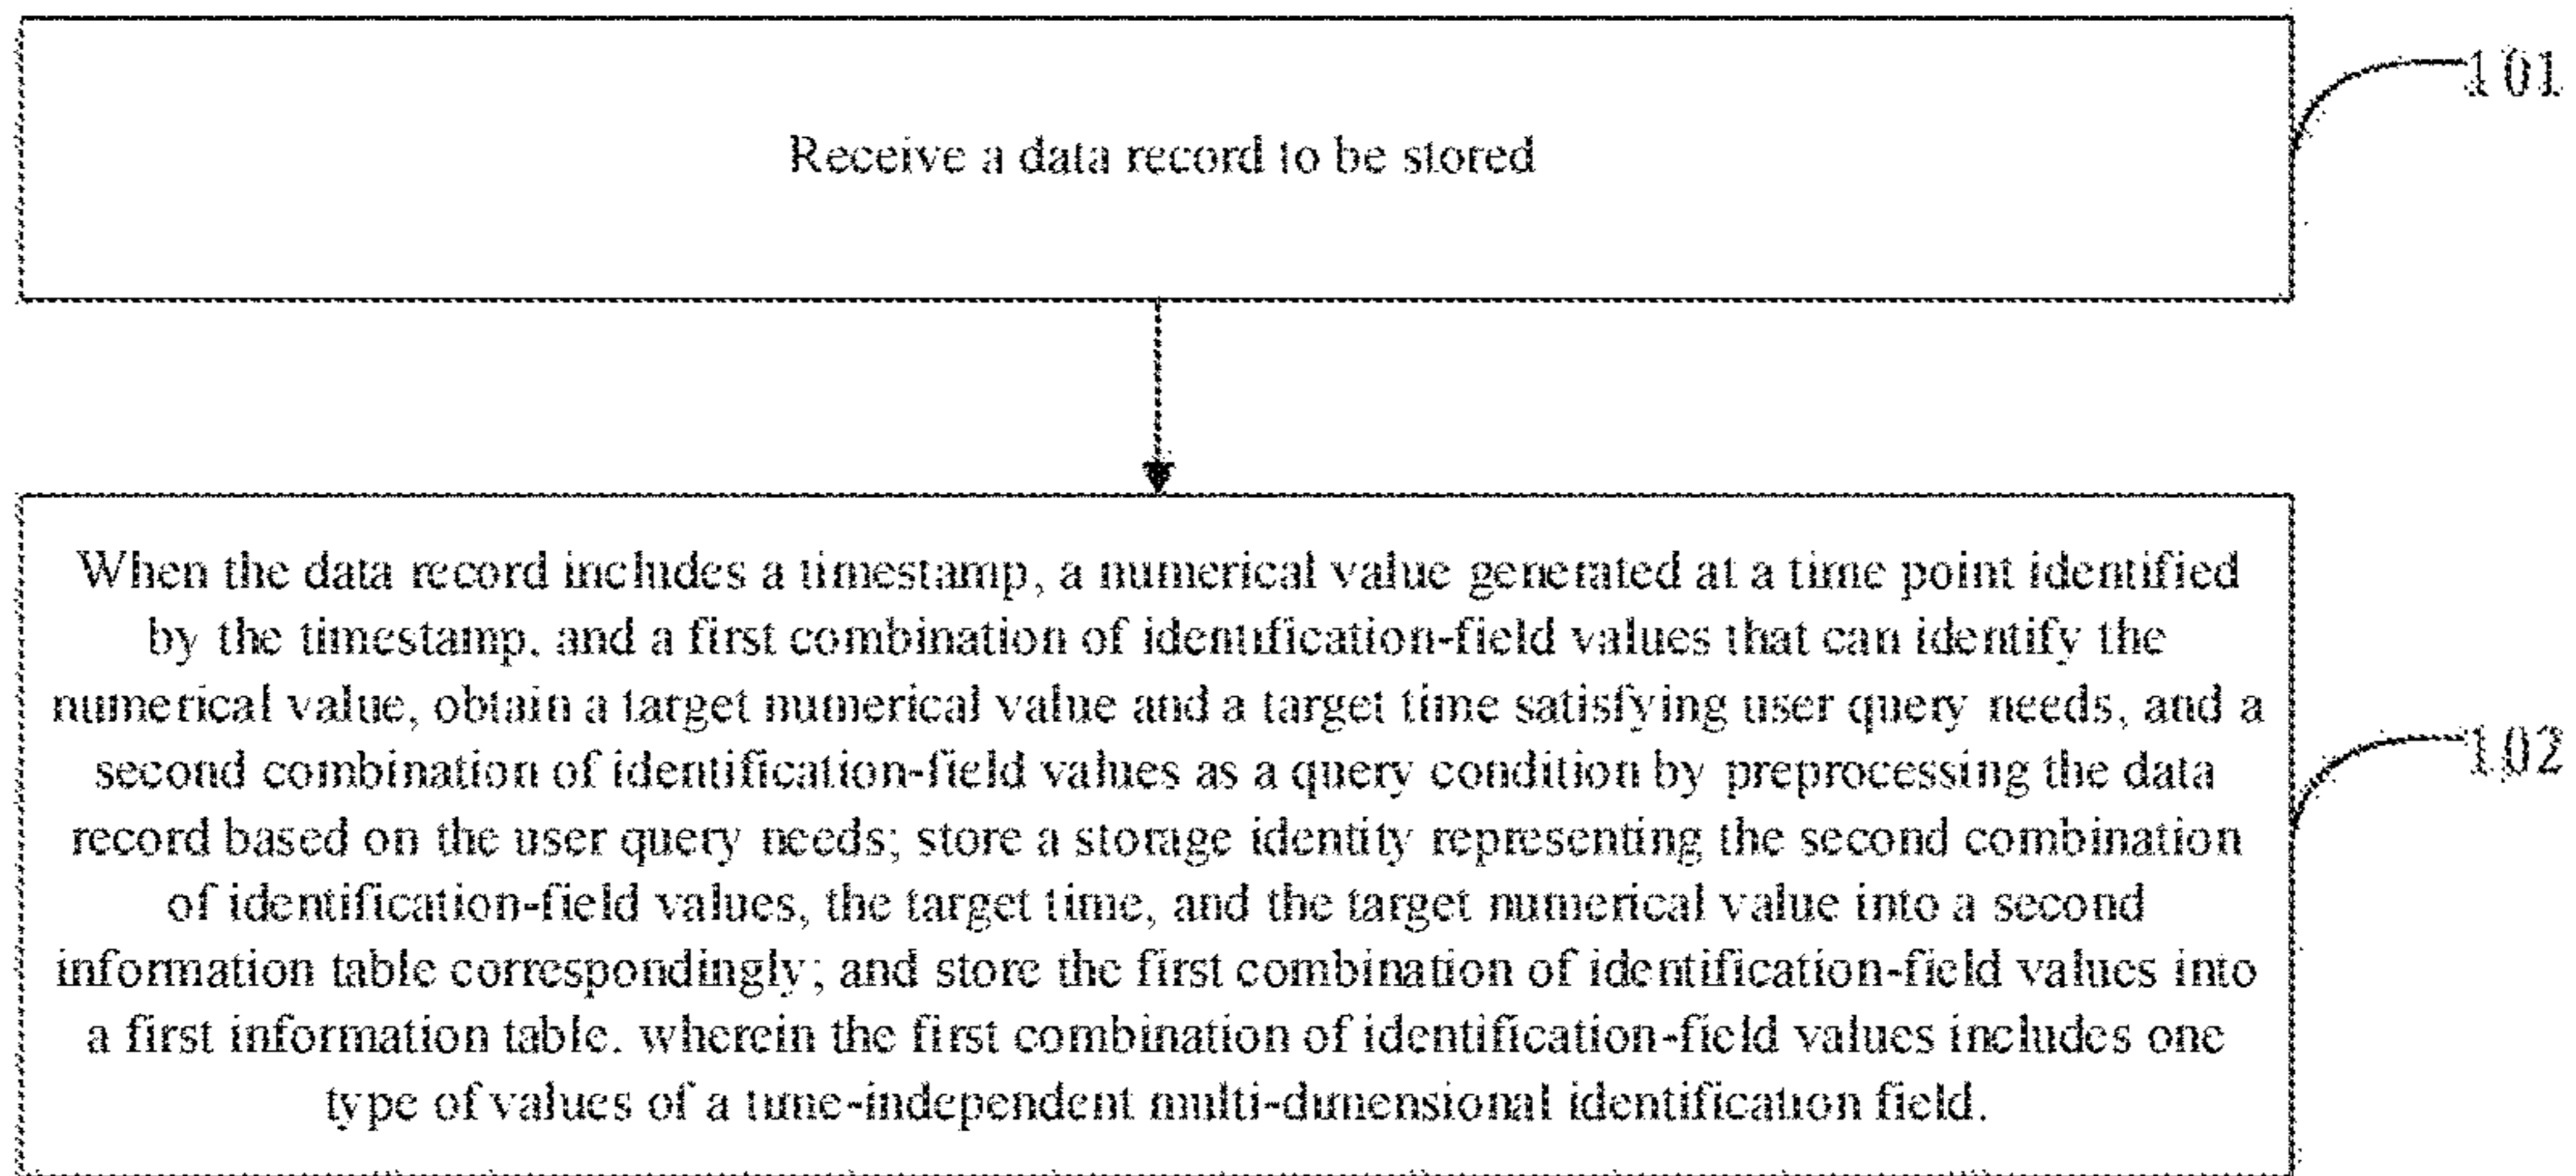 101
Receive a data record to be stored
When the data record includes a timestamp, a numerical value generated at a time point identified
by the timestamp, and a first combination of identification-field values that can identify the
numerical value, obtain a target numerical value and a target time satisfying user query needs, and a
second combination of identification-field values as a query condition by preprocessing the data
record based on the user query needs; store a storage identity representing the second combination
of identification-field values, the target time, and the target numerical value into a second
information table correspondingly; and store the first combination of identification-field values into
a first information table. wherein the first combination of identification-field values includes one
type of values of a time-independent multi-dimensional identification field.
102